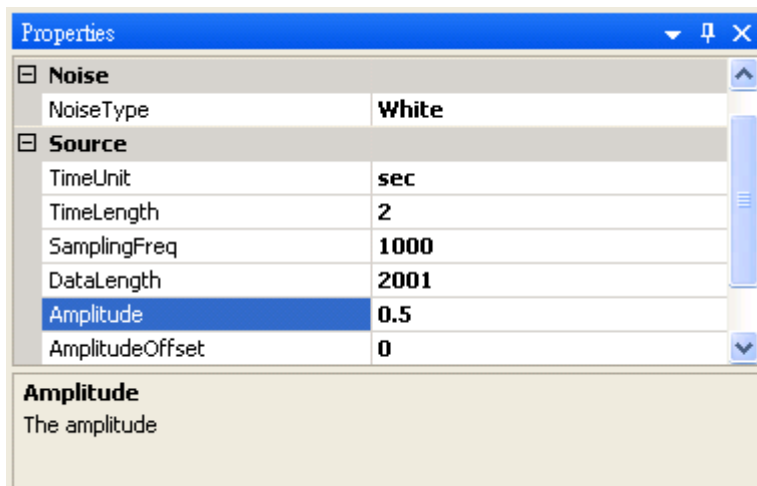 Properties
Noise
NoiseType White
Source
TimeUnit sec
TimeLength 2
SamplingFreq 1000
DataLength 2001
Amplitude 0.5
AmplitudeOffset 0
Amplitude
The amplitude